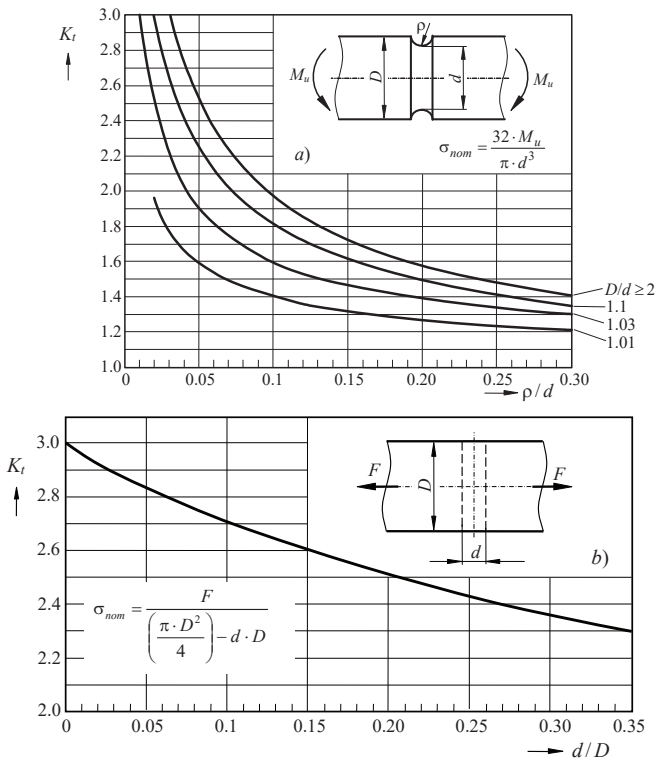 K_t
3.0
2.8
2.6
2.4
2.2
2.0
1.8
1.6
1.4
1.2
1.0
0
0.05
0.10
0.15
0.20
0.25
0.30
ρ/d
M_u
ρ
D
d
M_u
a)
σ_nom = 32 · M_u / π · d³
D/d ≥ 2
1.1
1.03
1.01
K_t
3.0
2.8
2.6
2.4
2.2
2.0
0
0.05
0.1
0.15
0.20
0.25
0.30
0.35
d/D
F
D
F
d
b)
σ_nom = F / (π · D² / 4) − d · D